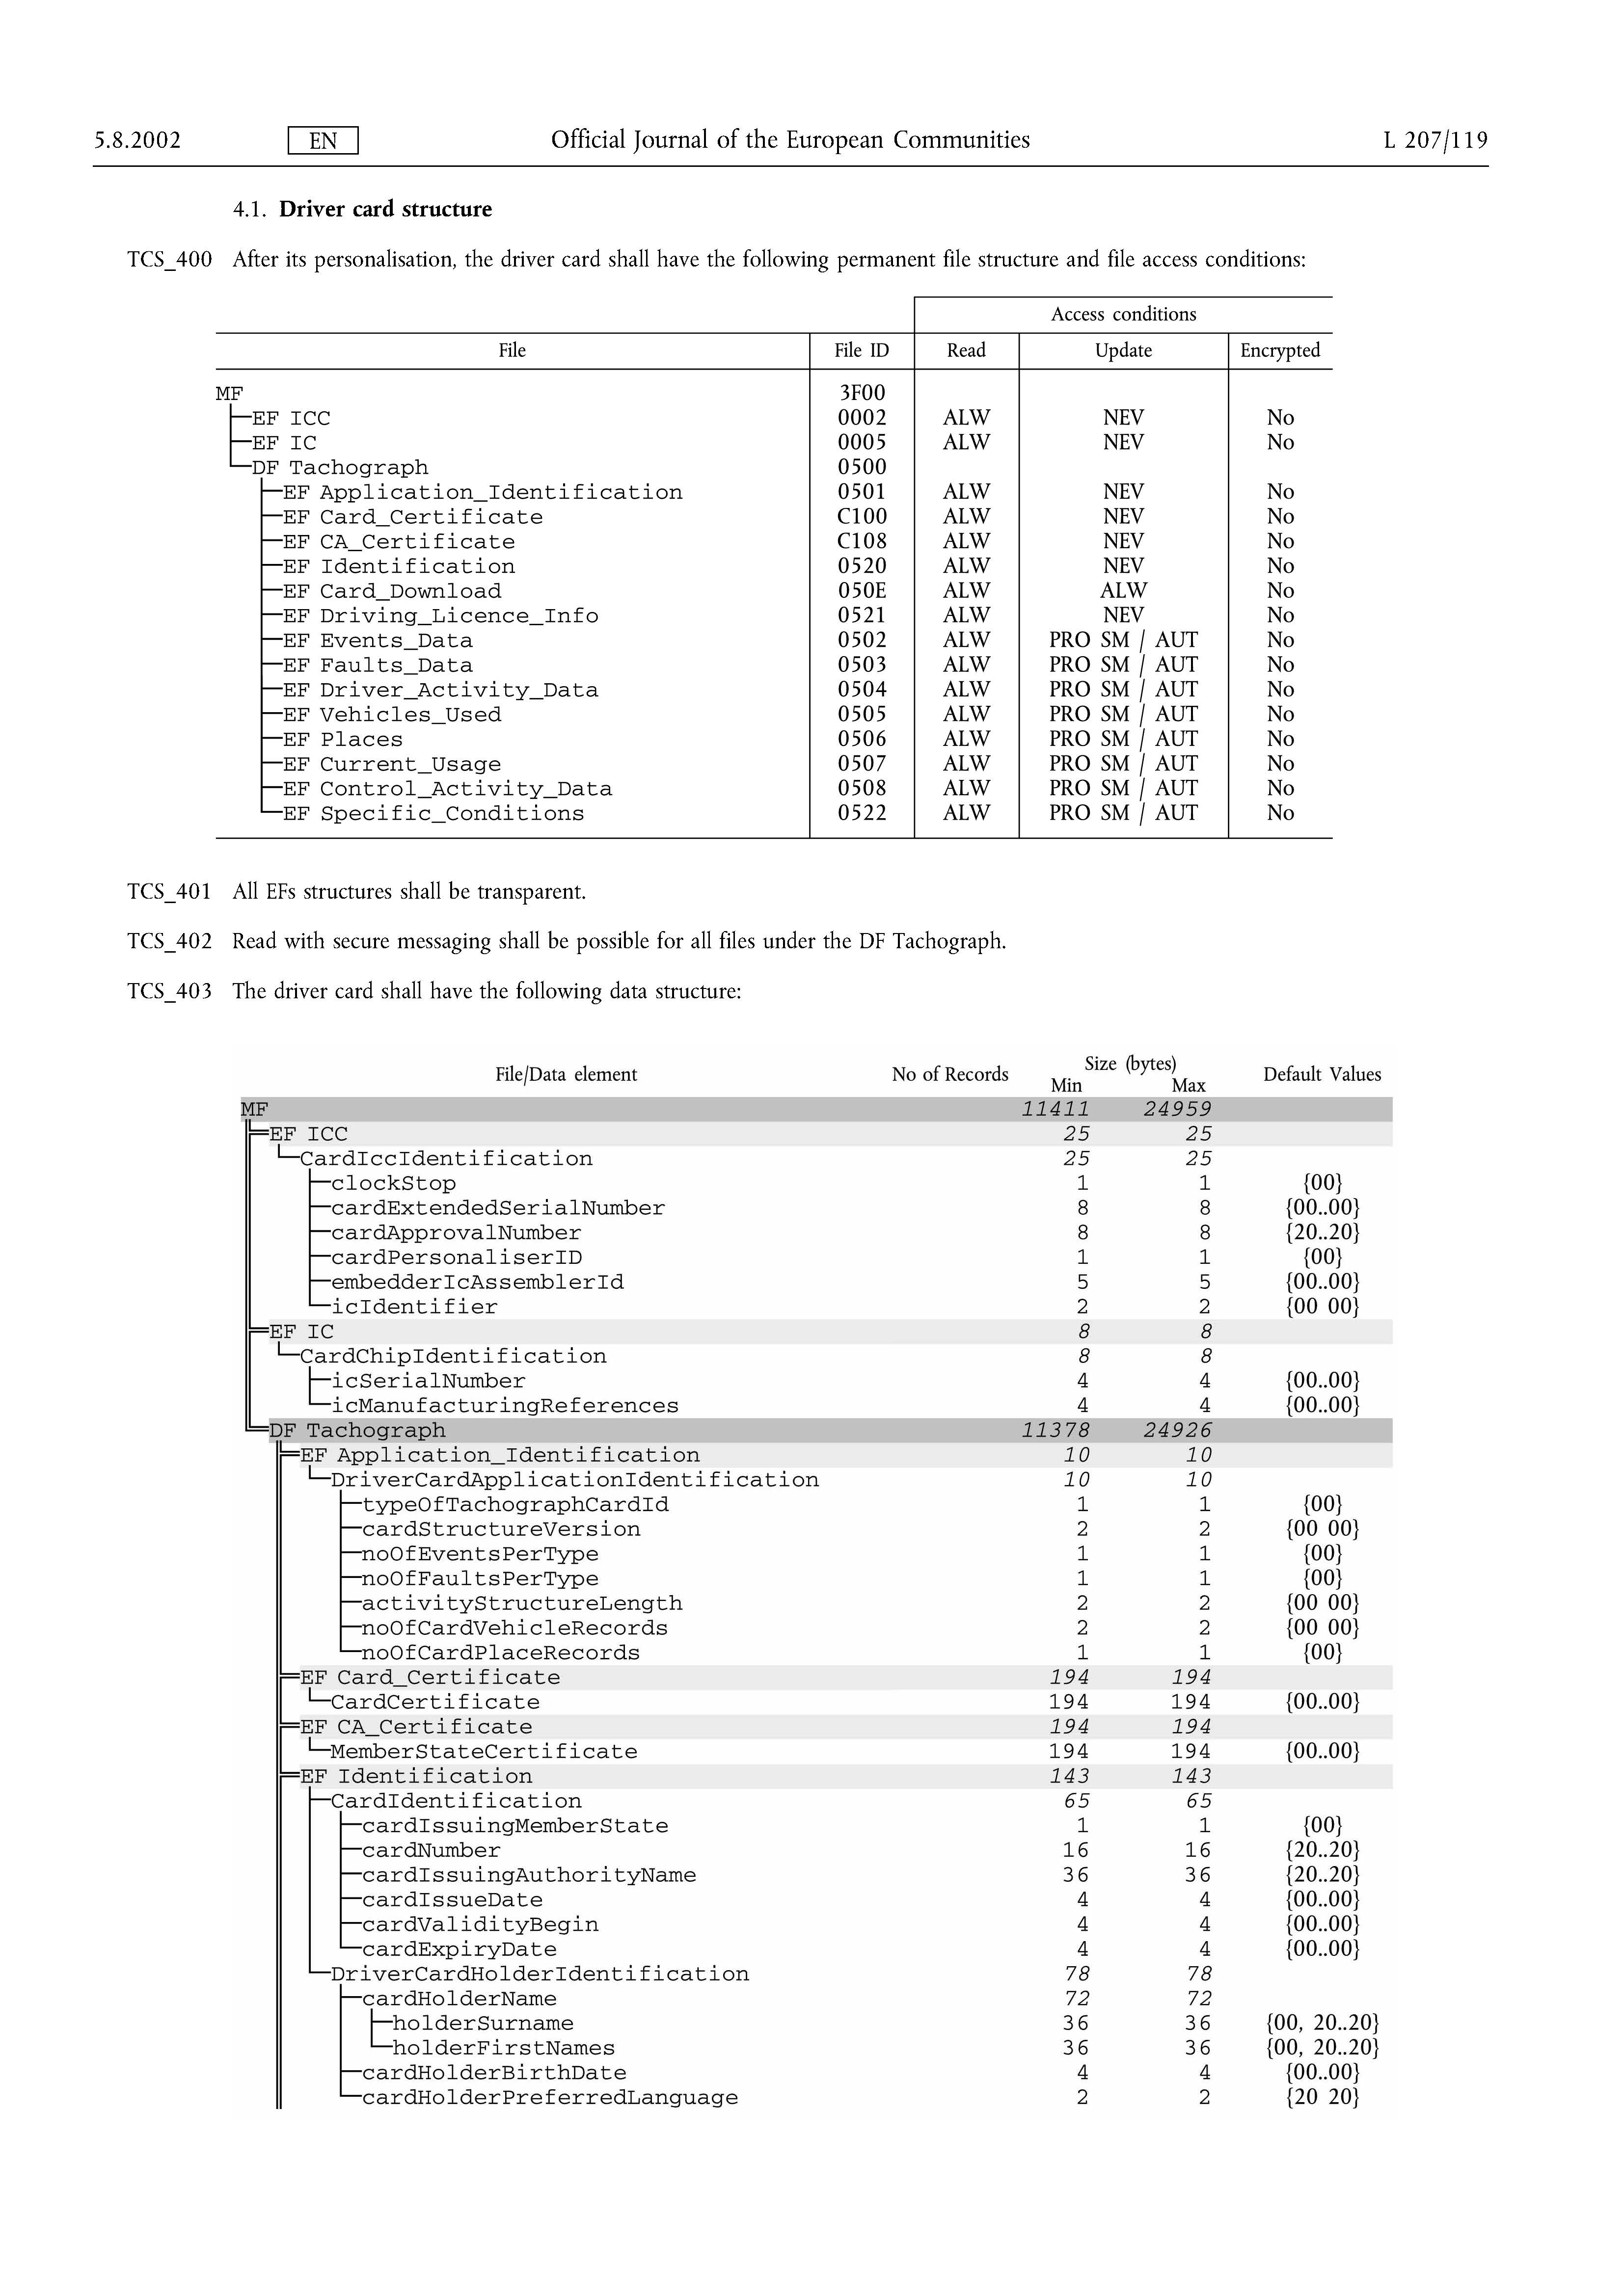 5.8.2002 EN Official Journal of the European Communities L 207/119
4.1. Driver card structure
TCS_400 After its personalisation, the driver card shall have the following permanent file structure and file access conditions:
Access conditions
File File ID Read Update Encrypted
MF 3F00
EF ICC 0002 ALW NEV No
EF IC 0005 ALW NEV No
DF Tachograph 0500
EF Application_Identification 0501 ALW NEV No
EF Card_Certificate C100 ALW NEV No
EF CA_Certificate C108 ALW NEV No
EF Identification 0520 ALW NEV No
EF Card_Download 050E ALW ALW No
EF Driving_Licence_Info 0521 ALW NEV No
EF Events_Data 0502 ALW PRO SM / AUT No
EF Faults_Data 0503 ALW PRO SM / AUT No
EF Driver_Activity_Data 0504 ALW PRO SM / AUT No
EF Vehicles_Used 0505 ALW PRO SM / AUT No
EF Places 0506 ALW PRO SM / AUT No
EF Current_Usage 0507 ALW PRO SM / AUT No
EF Control_Activity_Data 0508 ALW PRO SM / AUT No
EF Specific_Conditions 0522 ALW PRO SM / AUT No
TCS_401 All EFs structures shall be transparent.
TCS_402 Read with secure messaging shall be possible for all files under the DF Tachograph.
TCS_403 The driver card shall have the following data structure:
Size (bytes)
File/Data element No of Records Min Max Default Values
MF 11411 24959
EF ICC 25 25
CardIccIdentification 25 25
clockStop 1 1 {00}
cardExtendedSerialNumber 8 8 {00..00}
cardApprovalNumber 8 8 {20..20}
cardPersonaliserID 1 1 {00}
embedderIcAssemblerId 5 5 {00..00}
icIdentifier 2 2 {00 00}
EF IC 8 8
CardChipIdentification 8 8
icSerialNumber 4 4 {00..00}
icManufacturingReferences 4 4 {00..00}
DF Tachograph 11378 24926
EF Application_Identification 10 10
DriverCardApplicationIdentification 10 10
typeOfTachographCardId 1 1 {00}
cardStructureVersion 2 2 {00 00}
noOfEventsPerType 1 1 {00}
noOfFaultsPerType 1 1 {00}
activityStructureLength 2 2 {00 00}
noOfCardVehicleRecords 2 2 {00 00}
noOfCardPlaceRecords 1 1 {00}
EF Card_Certificate 194 194
CardCertificate 194 194 {00..00}
EF CA_Certificate 194 194
MemberStateCertificate 194 194 {00..00}
EF Identification 143 143
CardIdentification 65 65
cardIssuingMemberState 1 1 {00}
cardNumber 16 16 {20..20}
cardIssuingAuthorityName 36 36 {20..20}
cardIssueDate 4 4 {00..00}
cardValidityBegin 4 4 {00..00}
cardExpiryDate 4 4 {00..00}
DriverCardHolderIdentification 78 78
cardHolderName 72 72
holderSurname 36 36 {00, 20..20}
holderFirstNames 36 36 {00, 20..20}
cardHolderBirthDate 4 4 {00..00}
cardHolderPreferredLanguage 2 2 {20 20}